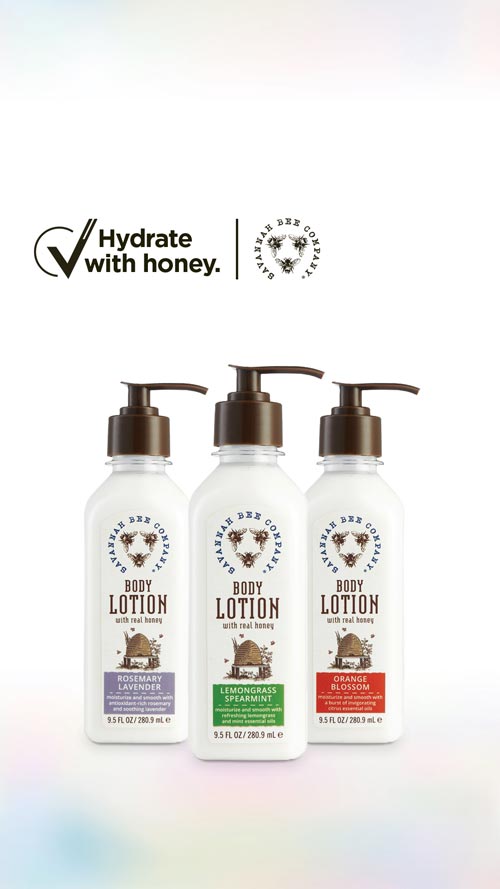 Hydrate
with honey.
SAVANNAH BEE COMPANY®
SAVANNAH BEE COMPANY®
BODY
LOTION
with real honey
ROSEMARY
LAVENDER
moisturize and smooth with
antioxidant-rich rosemary
and soothing lavender
9.5 FL OZ/280.9 mL e
SAVANNAH BEE COMPANY®
BODY
LOTION
with real honey
LEMONGRASS
SPEARMINT
moisturize and smooth with
refreshing lemongrass
and mint essential oils
9.5 FL OZ/280.9 mL e
SAVANNAH BEE COMPANY®
BODY
LOTION
with real honey
ORANGE
BLOSSOM
moisturize and smooth with
a burst of invigorating
citrus essential oils
9.5 FL OZ/280.9 mL e